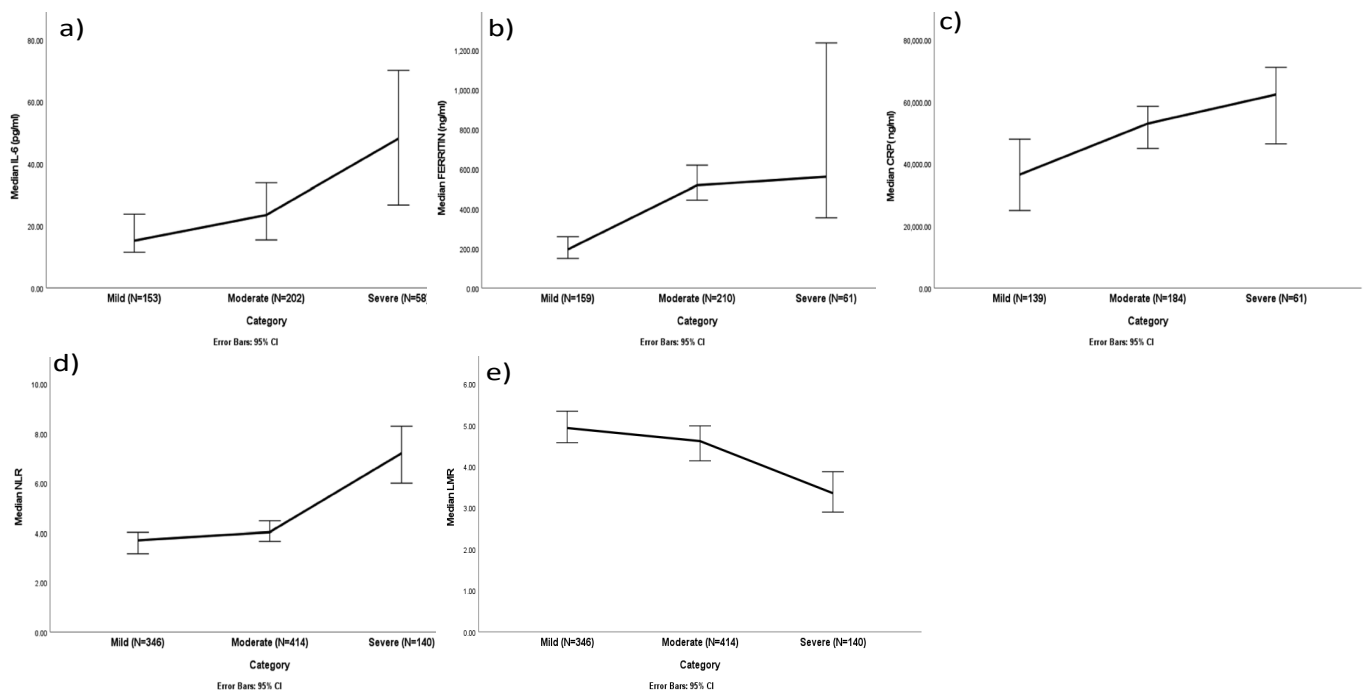 a)
Median IL-6 (pg/ml)
80.00
60.00
40.00
20.00
0.00
Mild (N=153) Moderate (N=202) Severe (N=58)
Category
Error Bars: 95% CI
b)
Median FERRITIN (ng/ml)
1,200.00
1,000.00
800.00
600.00
400.00
200.00
0.00
Mild (N=159) Moderate (N=210) Severe (N=61)
Category
Error Bars: 95% CI
c)
Median CRP( ng/ml)
80,000.00
60,000.00
40,000.00
20,000.00
0.00
Mild (N=139) Moderate (N=184) Severe (N=61)
Category
Error Bars: 95% CI
d)
Median NLR
10.00
8.00
6.00
4.00
2.00
0.00
Mild (N=346) Moderate (N=414) Severe (N=140)
Category
Error Bars: 95% CI
e)
Median LMR
6.00
5.00
4.00
3.00
2.00
1.00
0.00
Mild (N=346) Moderate (N=414) Severe (N=140)
Category
Error Bars: 95% CI